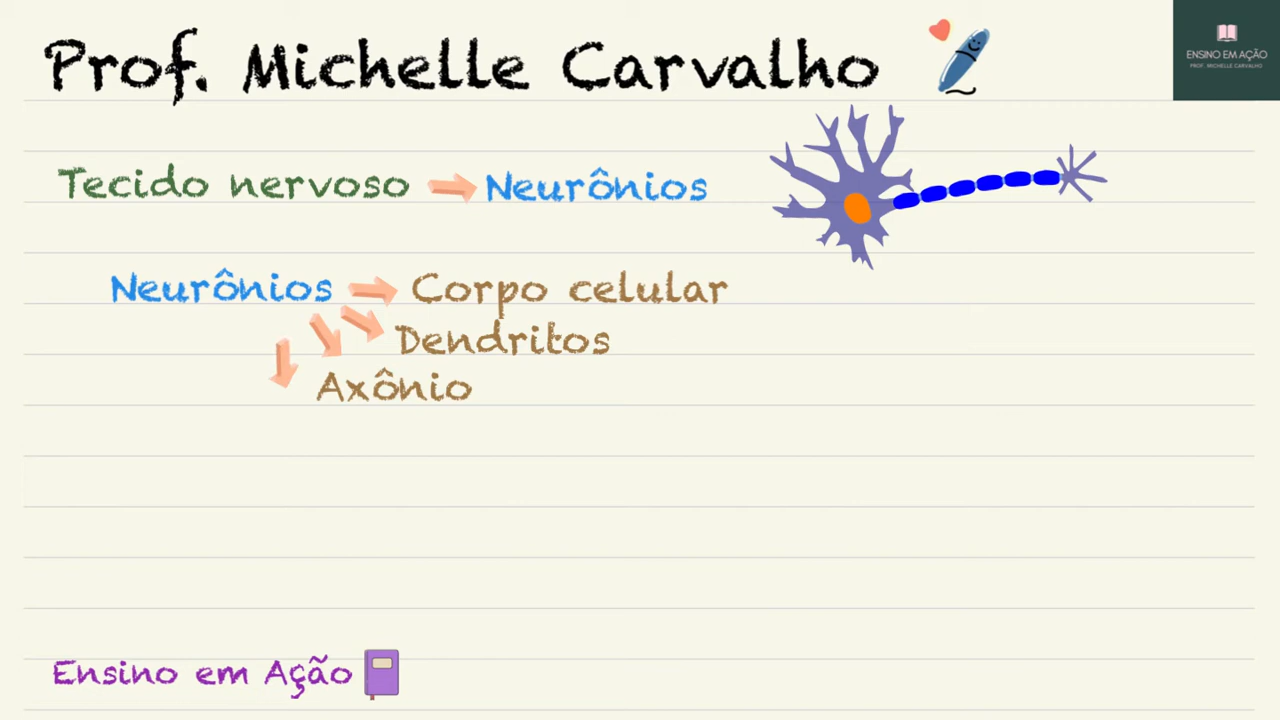 Prof. Michelle Carvalho
ENSINO EM AÇÃO
PROF. MICHELLE CARVALHO
Tecido nervoso Neurônios
Neurônios Corpo celular
Dendritos
Axônio
Ensino em Ação